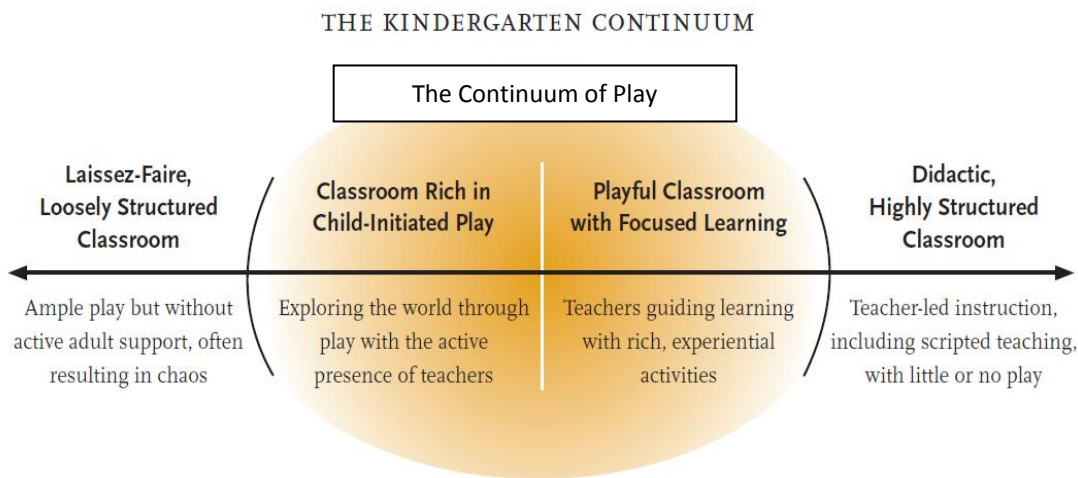 THE KINDERGARTEN CONTINUUM
The Continuum of Play
Laissez-Faire,
Loosely Structured
Classroom
Ample play but without
active adult support, often
resulting in chaos
Classroom Rich in
Child-Initiated Play
Exploring the world through
play with the active
presence of teachers
Playful Classroom
with Focused Learning
Teachers guiding learning
with rich, experiential
activities
Didactic,
Highly Structured
Classroom
Teacher-led instruction,
including scripted teaching,
with little or no play